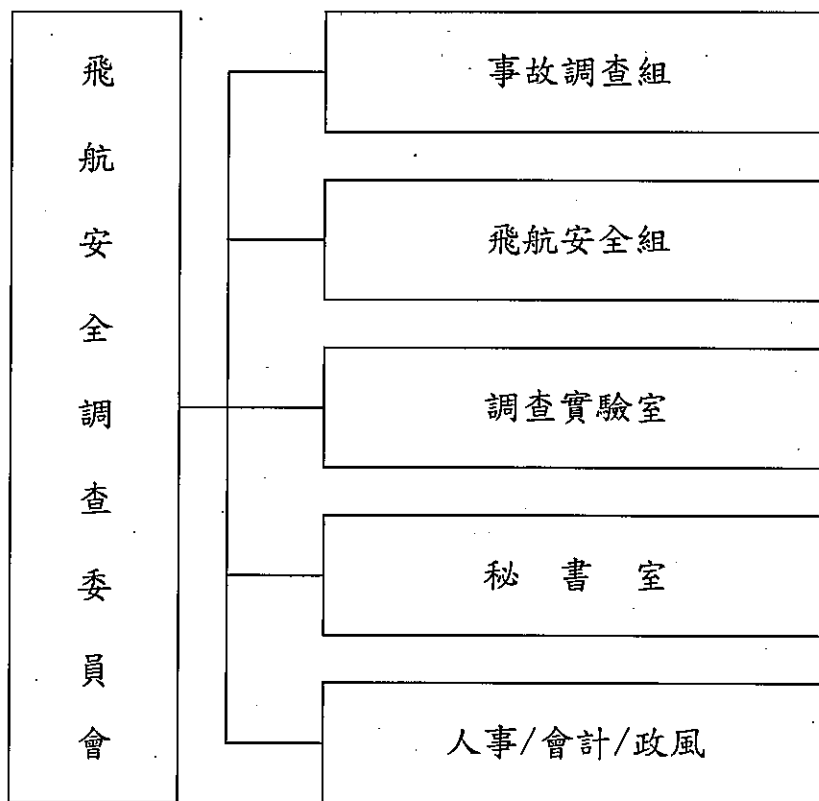 飛航安全調查委員會
事故調查組
飛航安全組
調查實驗室
秘書室
人事/會計/政風